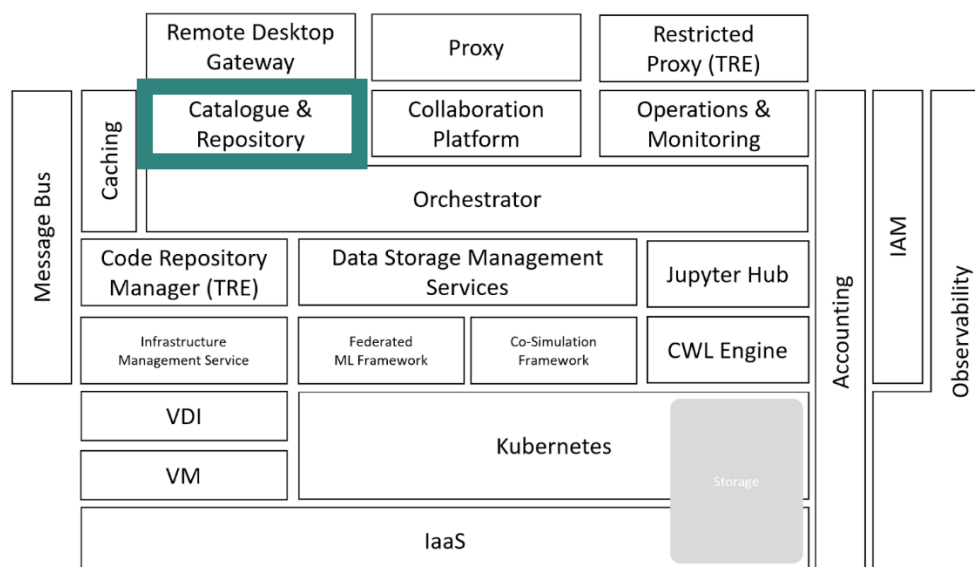 Remote Desktop
Gateway
Proxy
Restricted
Proxy (TRE)
Message Bus
Caching
Catalogue &
Repository
Collaboration
Platform
Operations &
Monitoring
Accounting
IAM
Observability
Orchestrator
Code Repository
Manager (TRE)
Data Storage Management
Services
Jupyter Hub
Infrastructure
Management Service
Federated
ML Framework
Co-Simulation
Framework
CWL Engine
VDI
Kubernetes
VM
Storage
IaaS